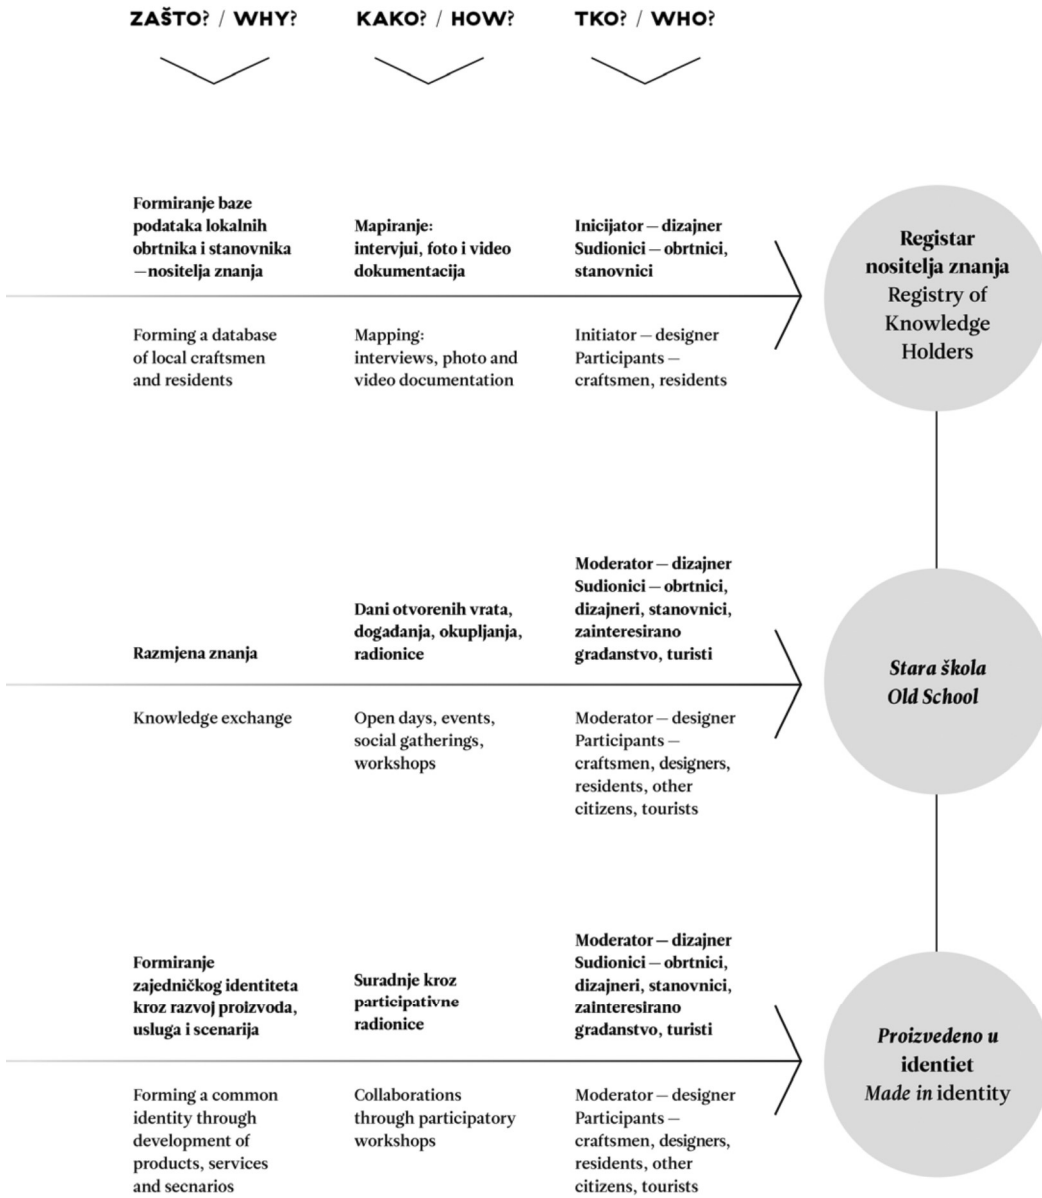 ZAŠTO? / WHY?
KAKO? / HOW?
TKO? / WHO?
Formiranje baze
podataka lokalnih
obrtnika i stanovnika
—nositelja znanja
Mapiranje:
intervjui, foto i video
dokumentacija
Inicijator — dizajner
Sudionici — obrtnici,
stanovnici
Forming a database
of local craftsmen
and residents
Mapping:
interviews, photo and
video documentation
Initiator — designer
Participants —
craftsmen, residents
Registar
nositelja znanja
Registry of
Knowledge
Holders
Razmjena znanja
Dani otvorenih vrata,
događanja, okupljanja,
radionice
Moderator — dizajner
Sudionici — obrtnici,
dizajneri, stanovnici,
zainteresirano
građanstvo, turisti
Knowledge exchange
Open days, events,
social gatherings,
workshops
Moderator — designer
Participants —
craftsmen, designers,
residents, other
citizens, tourists
Stara škola
Old School
Formiranje
zajedničkog identiteta
kroz razvoj proizvoda,
usluga i scenarija
Suradnje kroz
participativne
radionice
Moderator — dizajner
Sudionici — obrtnici,
dizajneri, stanovnici,
zainteresirano
građanstvo, turisti
Forming a common
identity through
development of
products, services
and secnarios
Collaborations
through participatory
workshops
Moderator — designer
Participants —
craftsmen, designers,
residents, other
citizens, tourists
Proizvedeno u
identiet
Made in identity